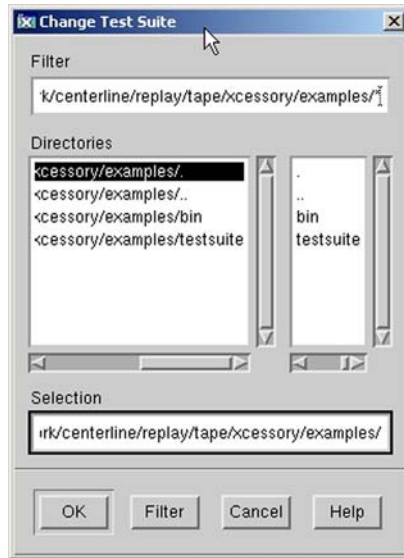 Change Test Suite
Filter
'k/centerline/replay/tape/xcessory/examples/*
Directories
<cessory/examples/.
<cessory/examples/..
<cessory/examples/bin
<cessory/examples/testsuite
.
..
bin
testsuite
Selection
rk/centerline/replay/tape/xcessory/examples/
OK
Filter
Cancel
Help